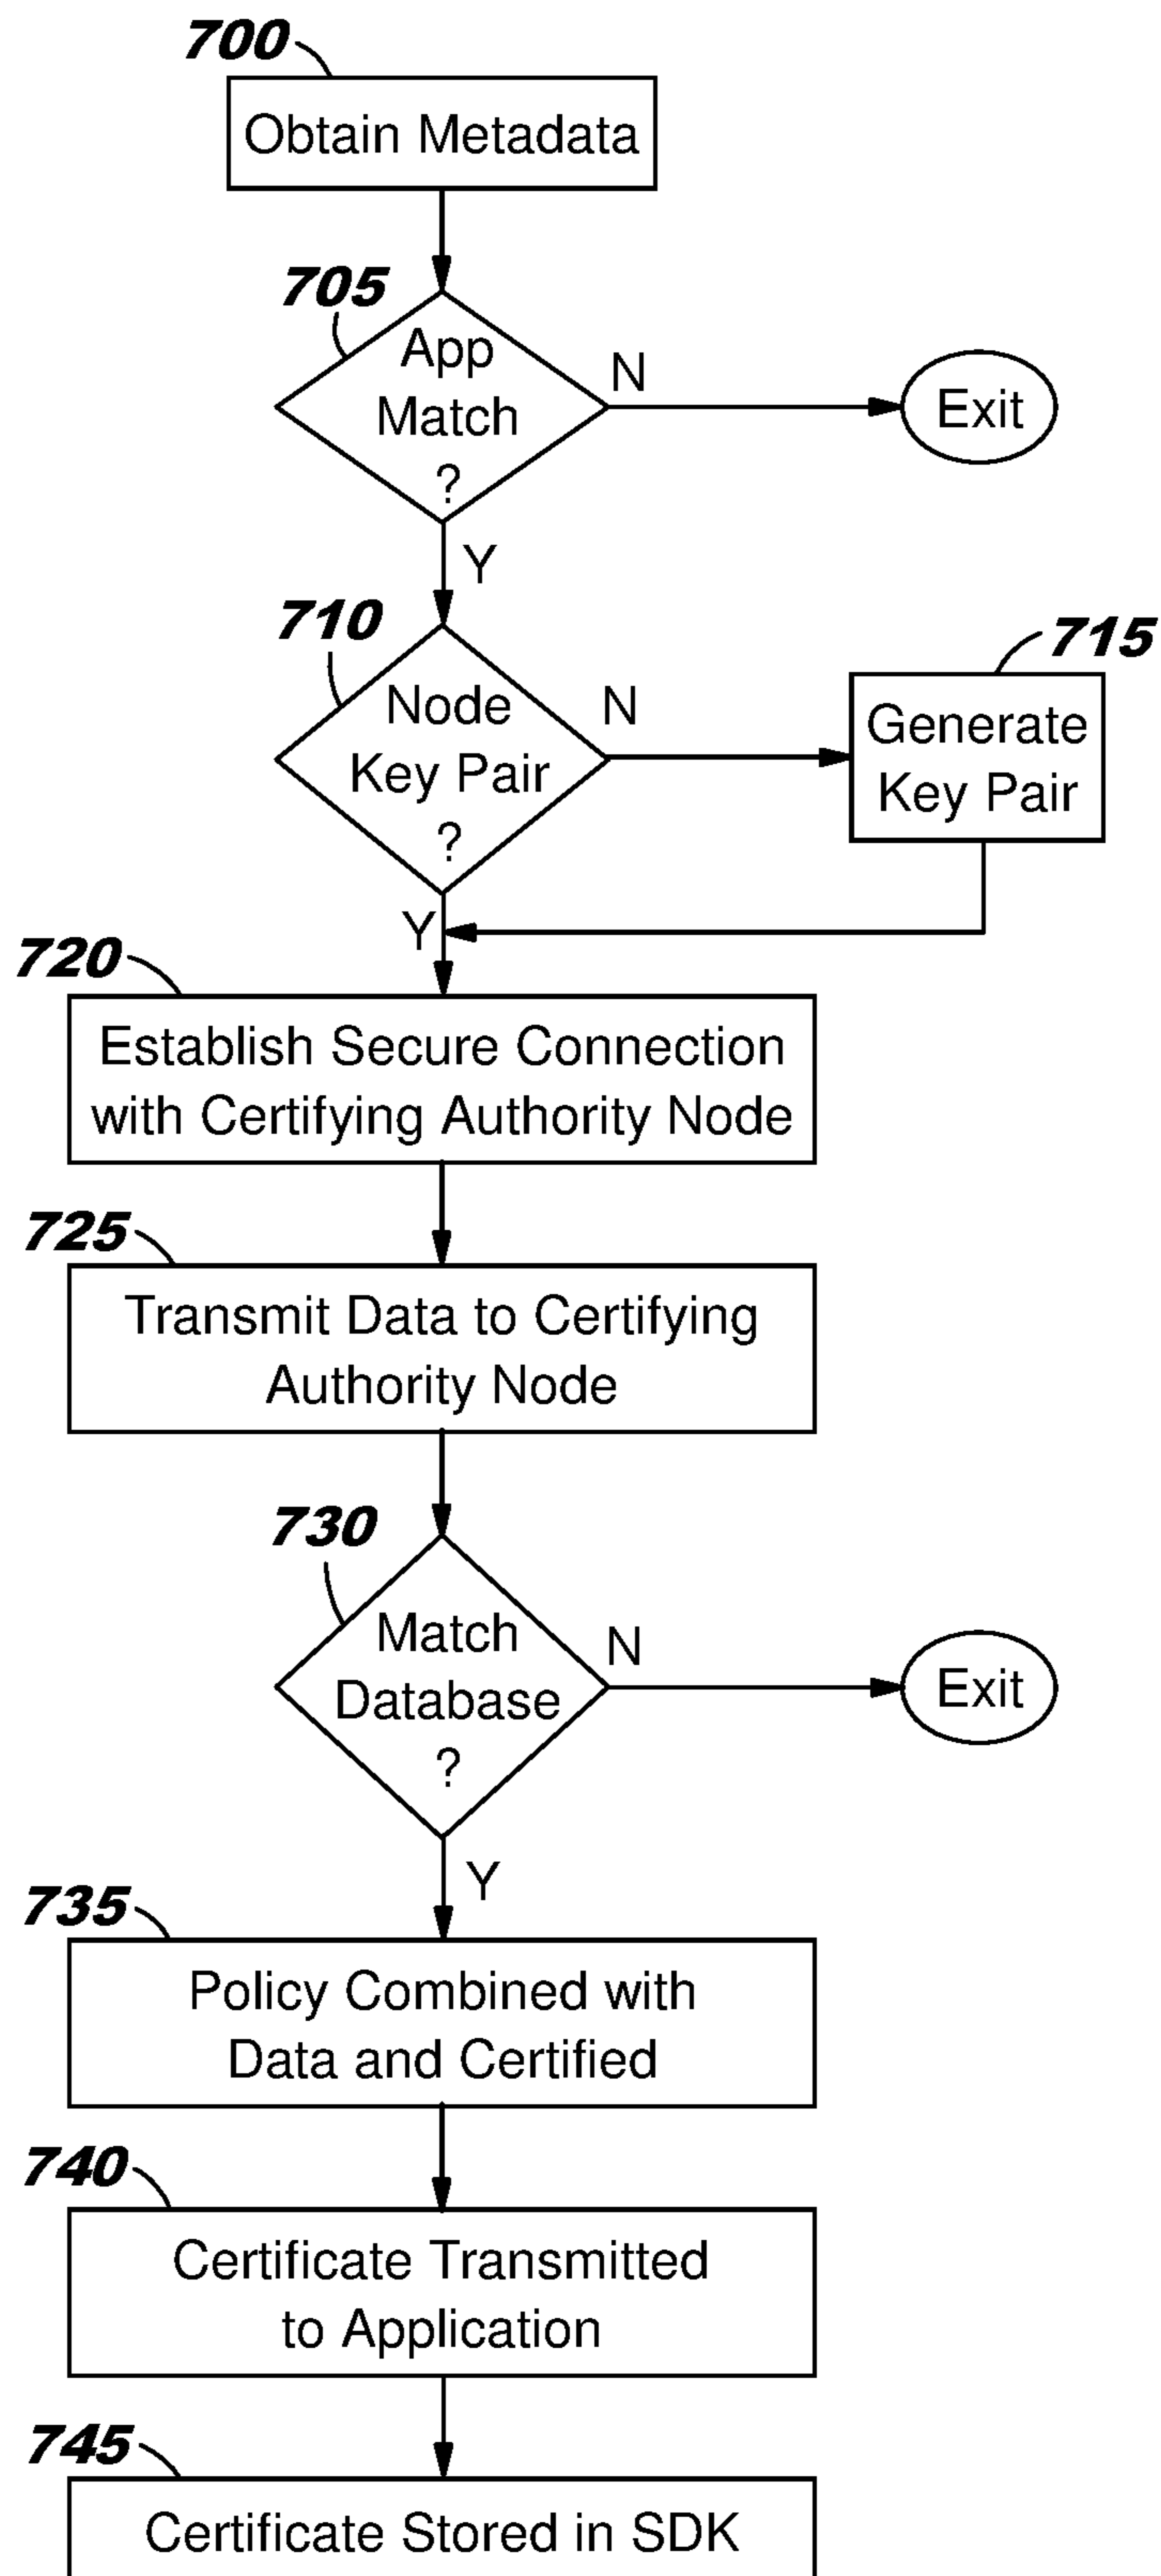 700
Obtain Metadata
705
App
Match
?
N
Exit
Y
710
Node
Key Pair
?
N
715
Generate
Key Pair
Y
720
Establish Secure Connection
with Certifying Authority Node
725
Transmit Data to Certifying
Authority Node
730
Match
Database
?
N
Exit
Y
735
Policy Combined with
Data and Certified
740
Certificate Transmitted
to Application
745
Certificate Stored in SDK